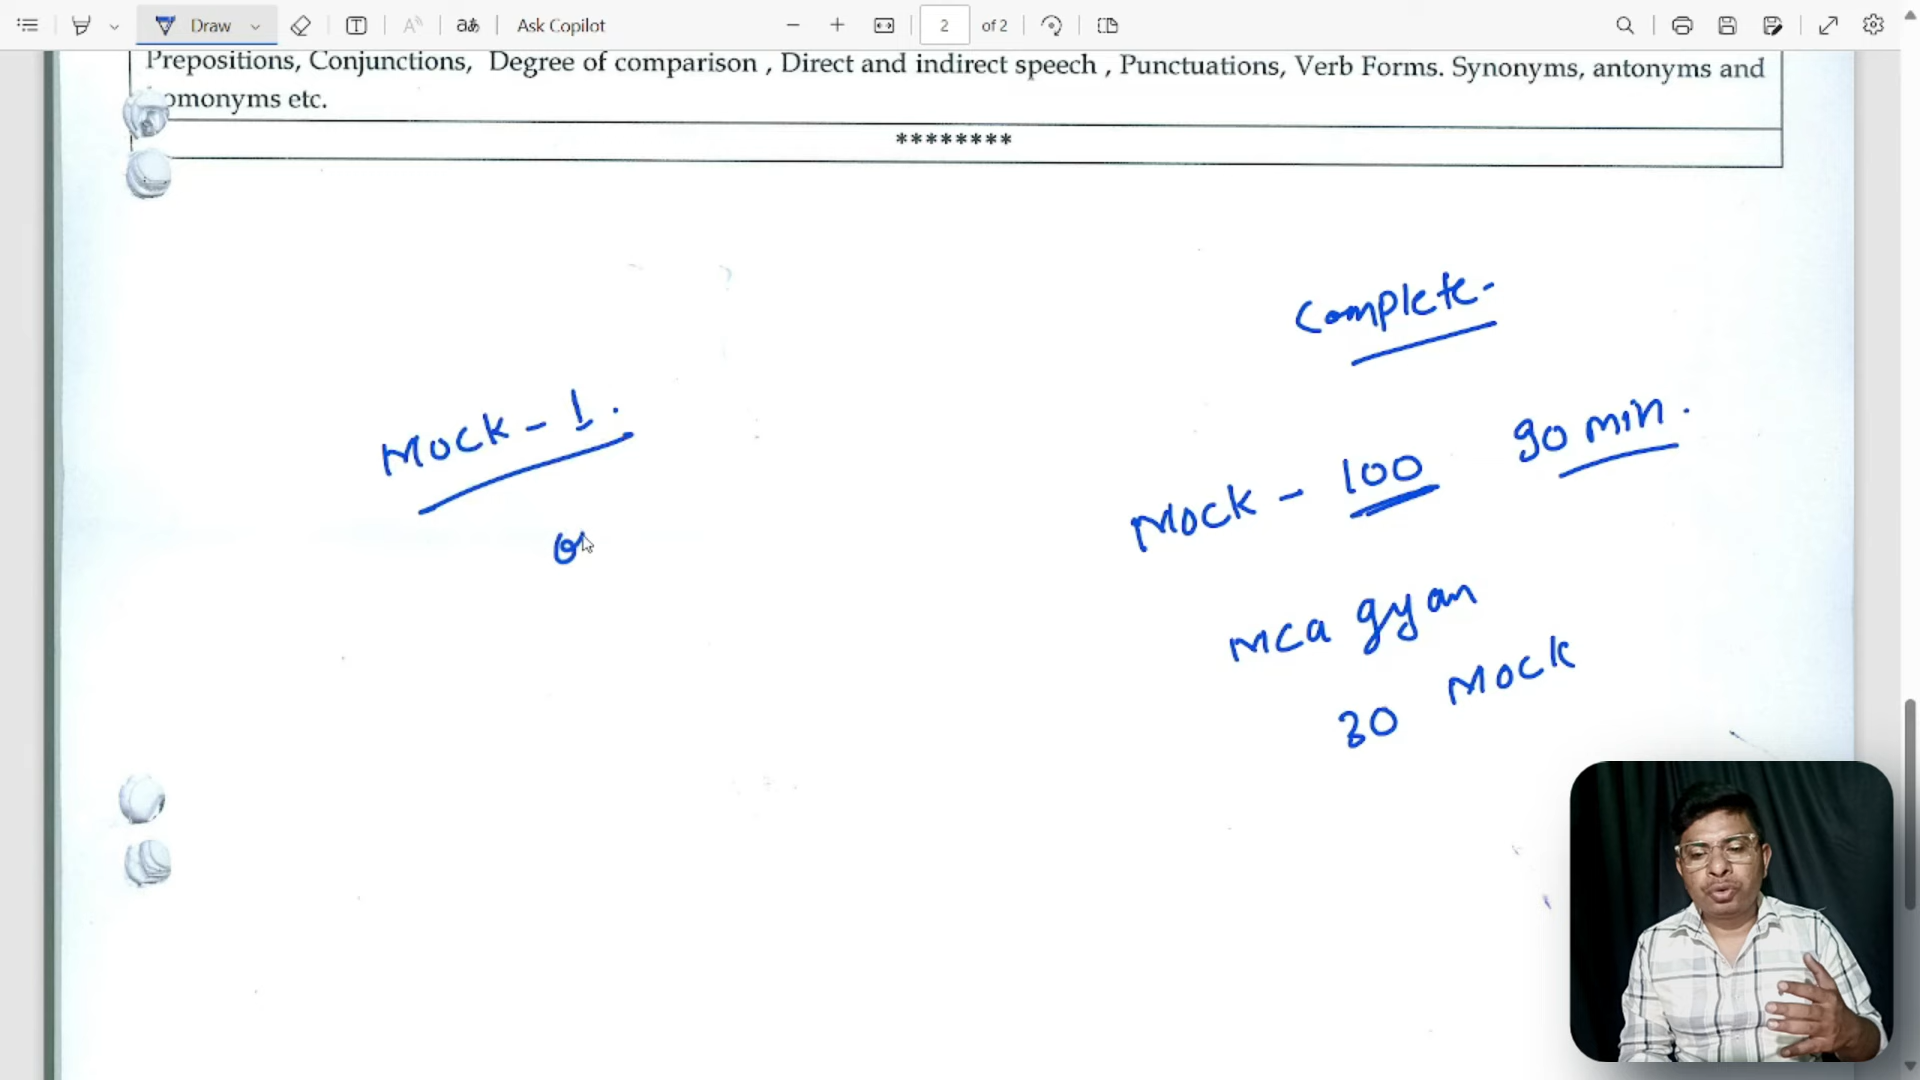 Draw
Ask Copilot
2 of 2
Prepositions, Conjunctions, Degree of comparison , Direct and indirect speech , Punctuations, Verb Forms. Synonyms, antonyms and
omonyms etc.
********
Complete-
Mock - 1.
Mock - 100 90 min.
mca gyan
30 Mock